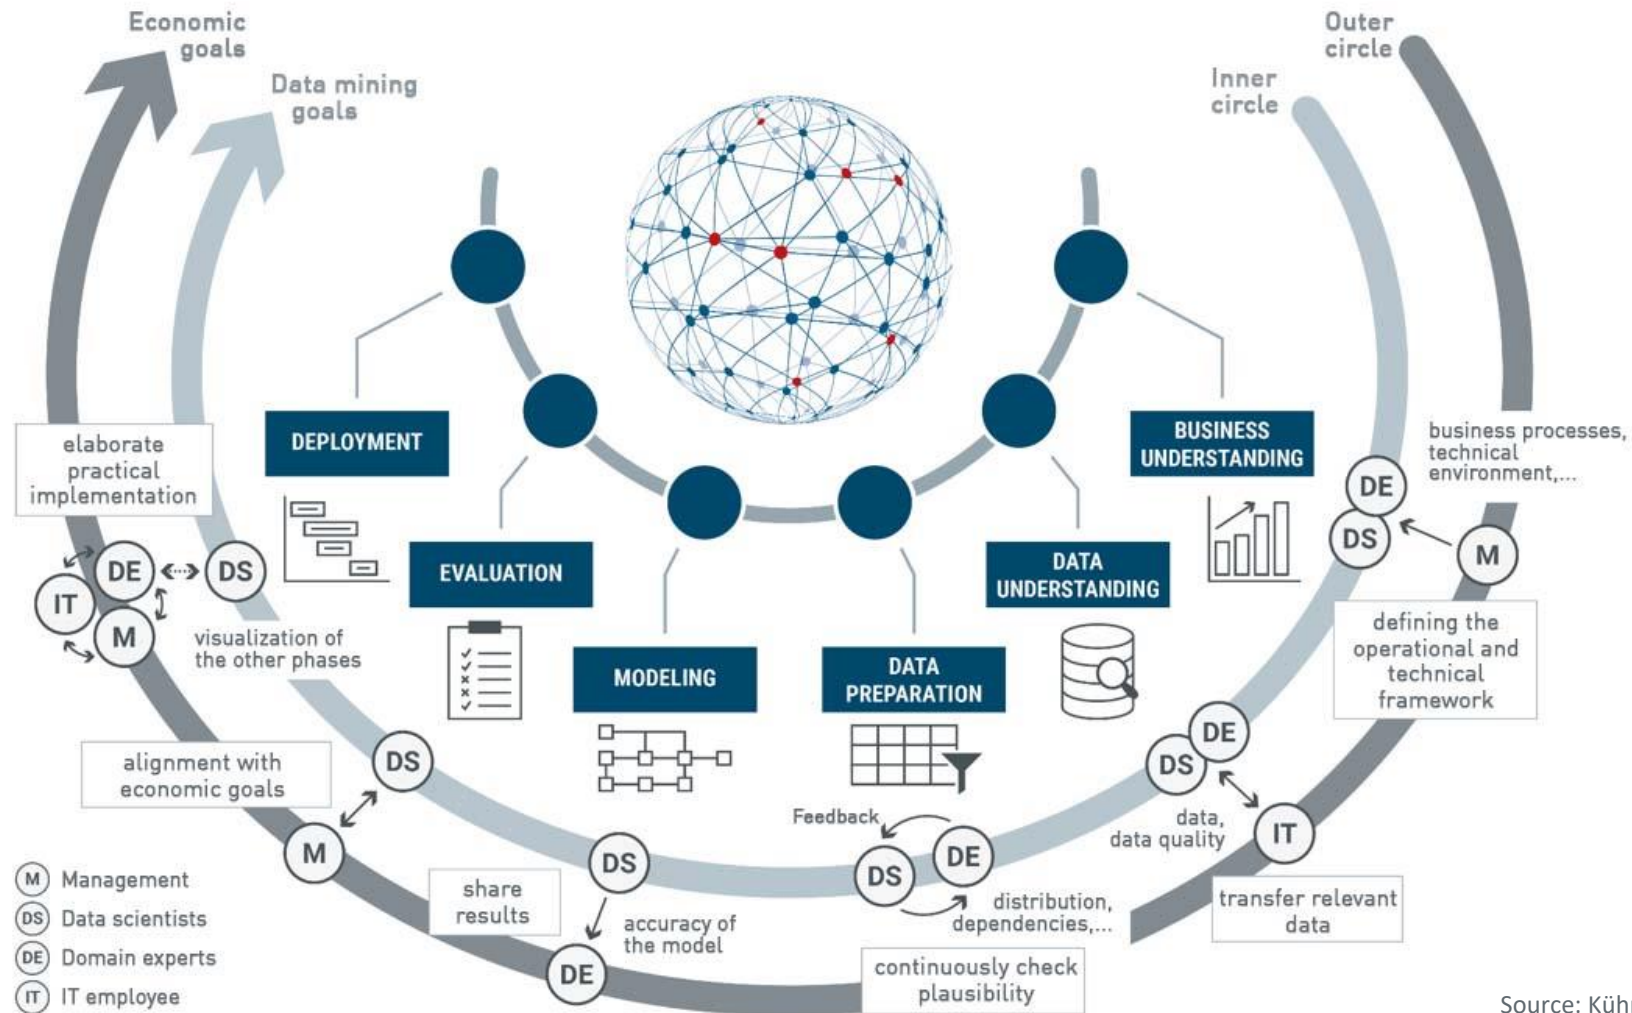 Economic
goals
Data mining
goals
Outer
circle
Inner
circle
DEPLOYMENT
EVALUATION
MODELING
DATA
PREPARATION
DATA
UNDERSTANDING
BUSINESS
UNDERSTANDING
business processes,
technical
environment,...
elaborate
practical
implementation
DE
DS
IT
M
visualization of
the other phases
DE
DS
M
defining the
operational and
technical
framework
alignment with
economic goals
DS
M
DE
DS
IT
data,
data quality
transfer relevant
data
Feedback
DS
DE
distribution,
dependencies,...
continuously check
plausibility
share
results
DS
accuracy of
the model
DE
M Management
DS Data scientists
DE Domain experts
IT IT employee
Source: